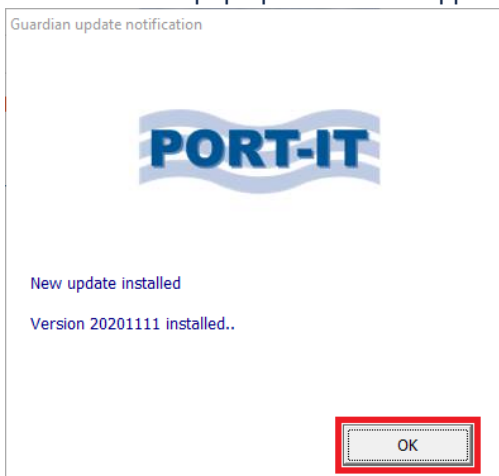 Guardian update notification
PORT-IT
New update installed
Version 20201111 installed..
OK